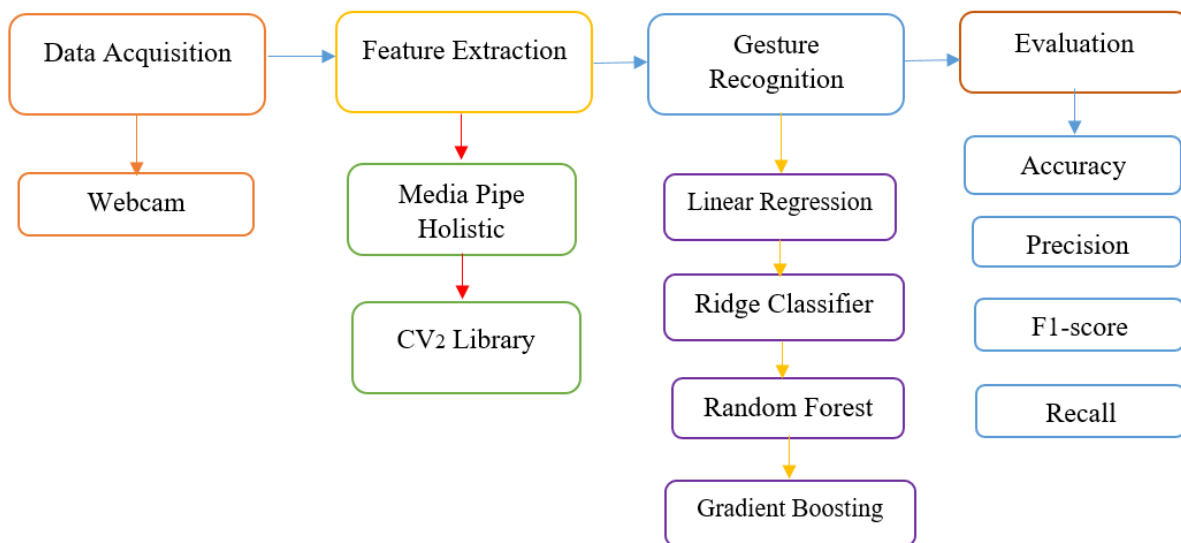 Data Acquisition
Feature Extraction
Gesture
Recognition
Evaluation
Webcam
Media Pipe
Holistic
CV2 Library
Linear Regression
Ridge Classifier
Random Forest
Gradient Boosting
Accuracy
Precision
F1-score
Recall